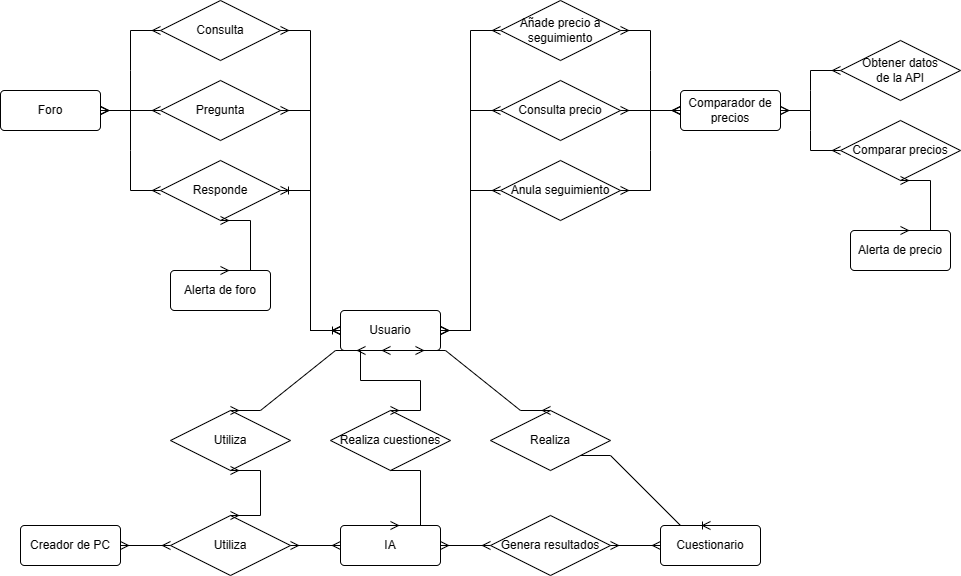 Consulta
Añade precio a
seguimiento
Obtener datos
de la API
Foro
Pregunta
Consulta precio
Comparador de
precios
Comparar precios
Responde
Anula seguimiento
Alerta de foro
Alerta de precio
Usuario
Utiliza
Realiza cuestiones
Realiza
Creador de PC
Utiliza
IA
Genera resultados
Cuestionario